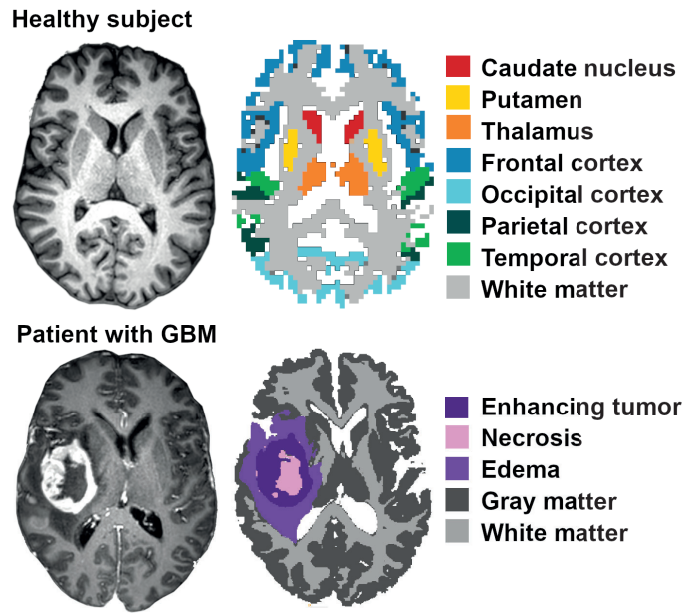 Healthy subject
Caudate nucleus
Putamen
Thalamus
Frontal cortex
Occipital cortex
Parietal cortex
Temporal cortex
White matter
Patient with GBM
Enhancing tumor
Necrosis
Edema
Gray matter
White matter